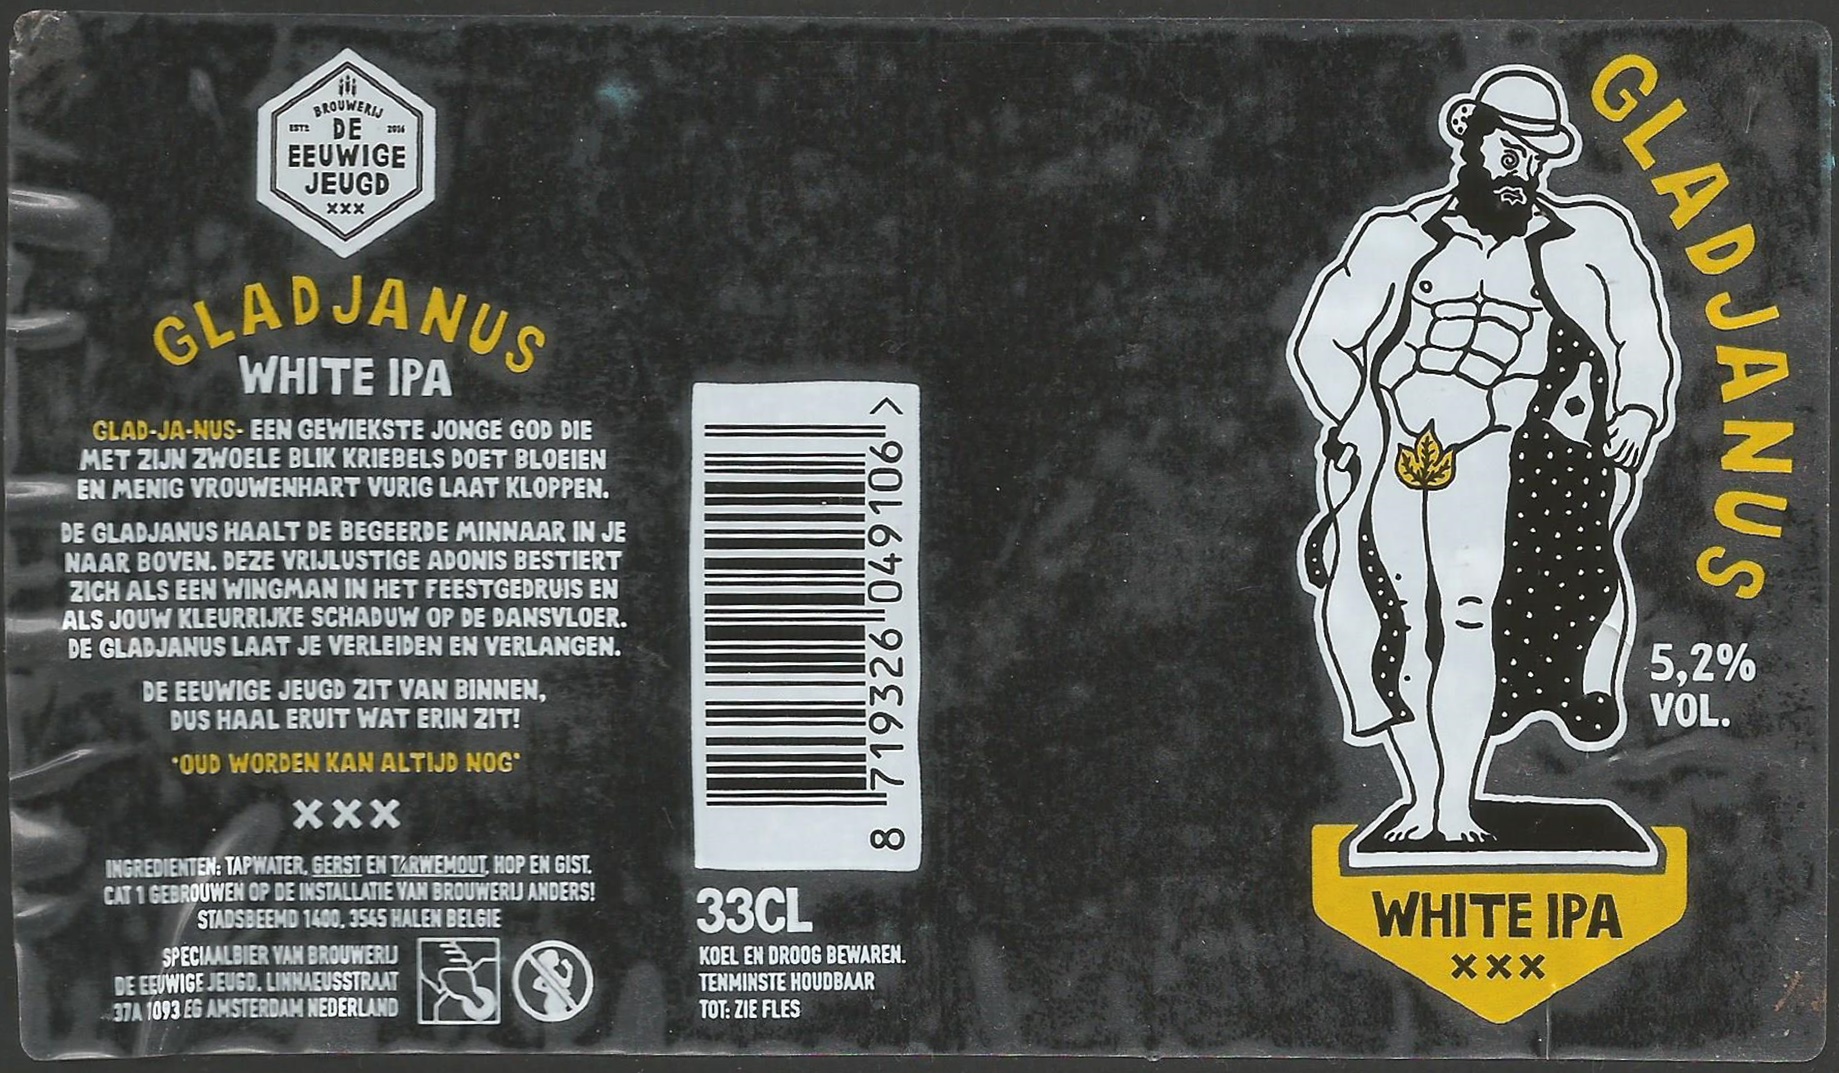 BROUWERIJ
ESTD 2016
DE
EEUWIGE
JEUGD
XXX
GLADJANUS
WHITE IPA
GLAD-JA-NUS- EEN GEWIEKSTE JONGE GOD DIE
MET ZIJN ZWOELE BLIK KRIEBELS DOET BLOEIEN
EN MENIG VROUWENHART VURIG LAAT KLOPPEN.
DE GLADJANUS HAALT DE BEGEERDE MINNAAR IN JE
NAAR BOVEN. DEZE VRIJLUSTIGE ADONIS BESTIERT
ZICH ALS EEN WINGMAN IN HET FEESTGEDRUIS EN
ALS JOUW KLEURRIJKE SCHADUW OP DE DANSVLOER.
DE GLADJANUS LAAT JE VERLEIDEN EN VERLANGEN.
DE EEUWIGE JEUGD ZIT VAN BINNEN,
DUS HAAL ERUIT WAT ERIN ZIT!
"OUD WORDEN KAN ALTIJD NOG"
XXX
INGREDIENTEN: TAPWATER, GERST EN TARWEMOUT, HOP EN GIST.
CAT 1 GEBROUWEN OP DE INSTALLATIE VAN BROUWERIJ ANDERS!
STADSBEEMD 1400, 3545 HALEN BELGIE
SPECIAALBIER VAN BROUWERIJ
DE EEUWIGE JEUGD. LINNAEUSSTRAAT
37A 1093 EG AMSTERDAM NEDERLAND
8 719326 049106 >
33CL
KOEL EN DROOG BEWAREN.
TENMINSTE HOUDBAAR
TOT: ZIE FLES
GLADJANUS
5,2%
VOL.
WHITE IPA
XXX